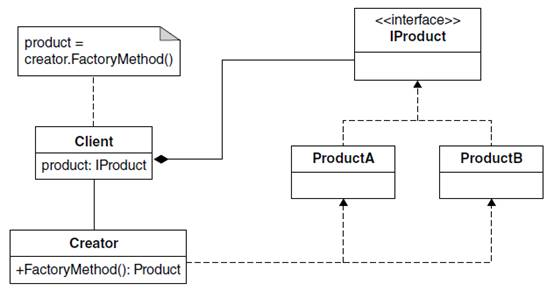 product =
creator.FactoryMethod()
<<interface>>
IProduct
Client
product: IProduct
ProductA
ProductB
Creator
+FactoryMethod(): Product